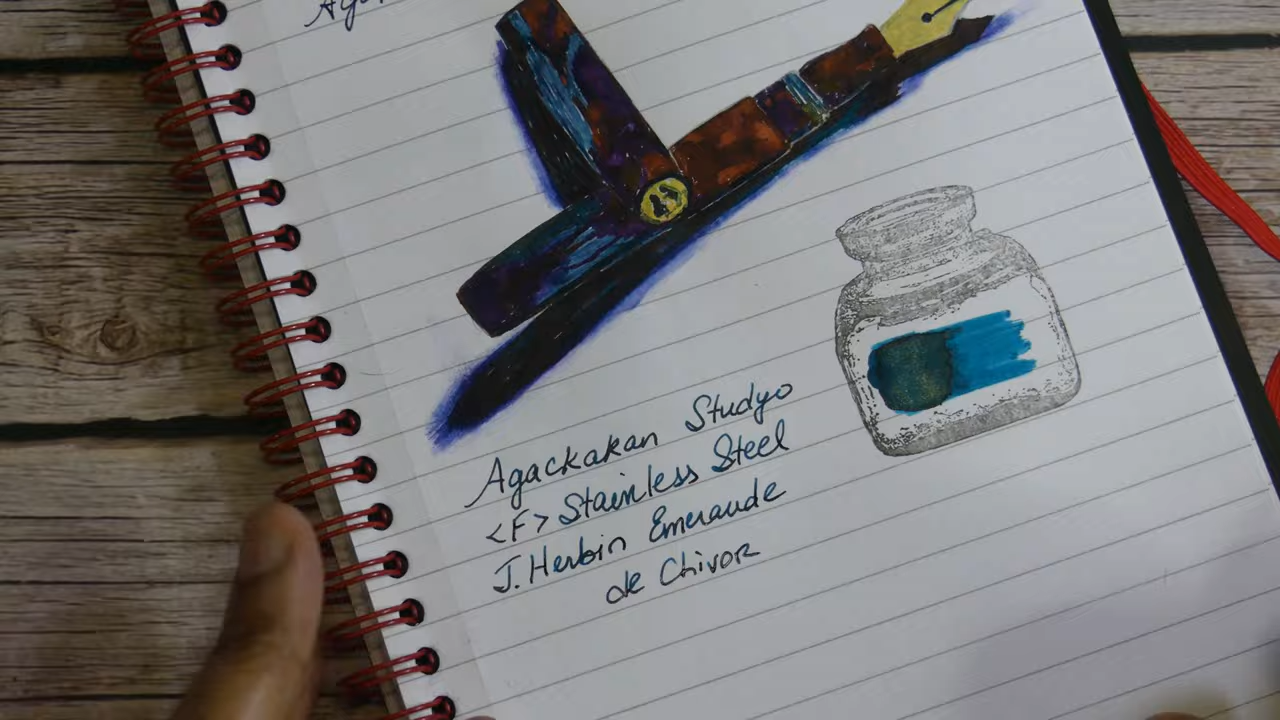 Agackakan Studyo
<F> Stainless Steel
J. Herbin Emeraude
de Chivor